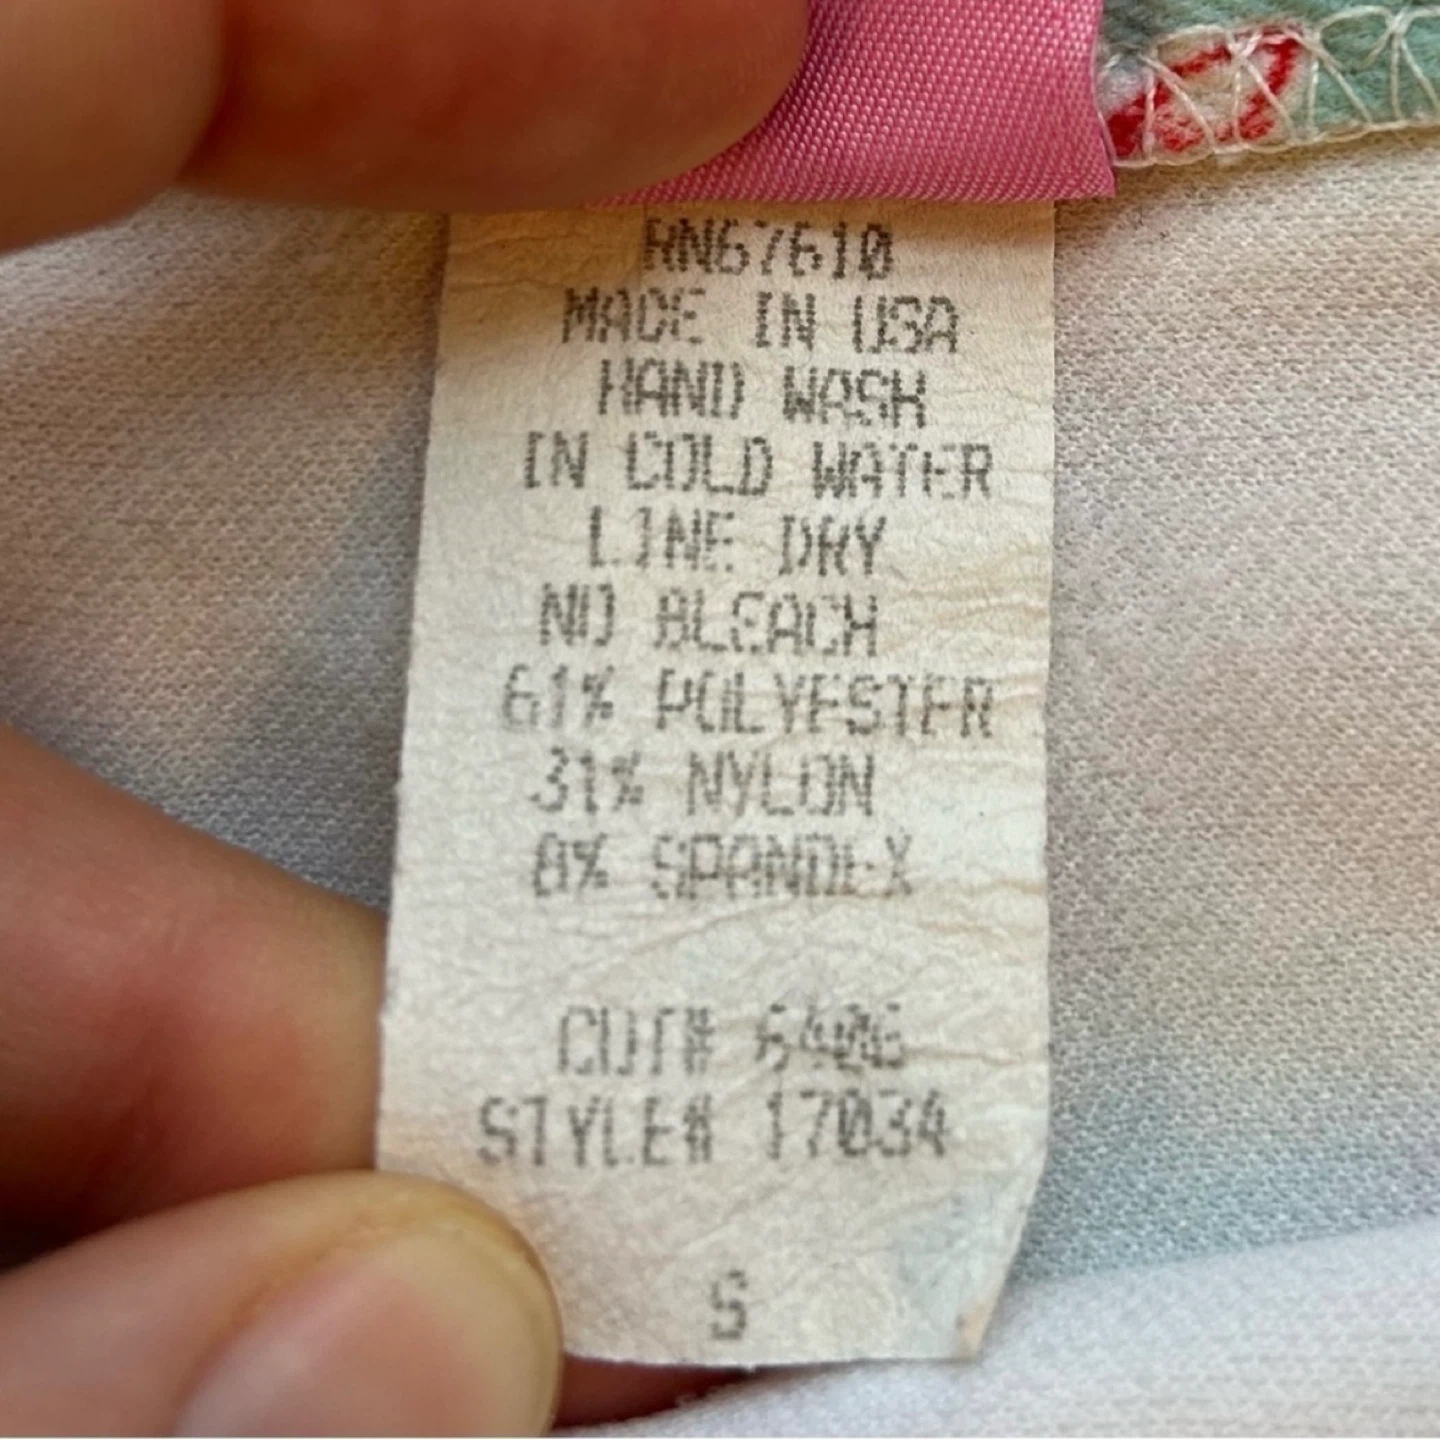 RN67610
MADE IN USA
HAND WASH
IN COLD WATER
LINE DRY
NO BLEACH
61% POLYESTER
31% NYLON
8% SPANDEX
CUT# 6406
STYLE# 17034
S